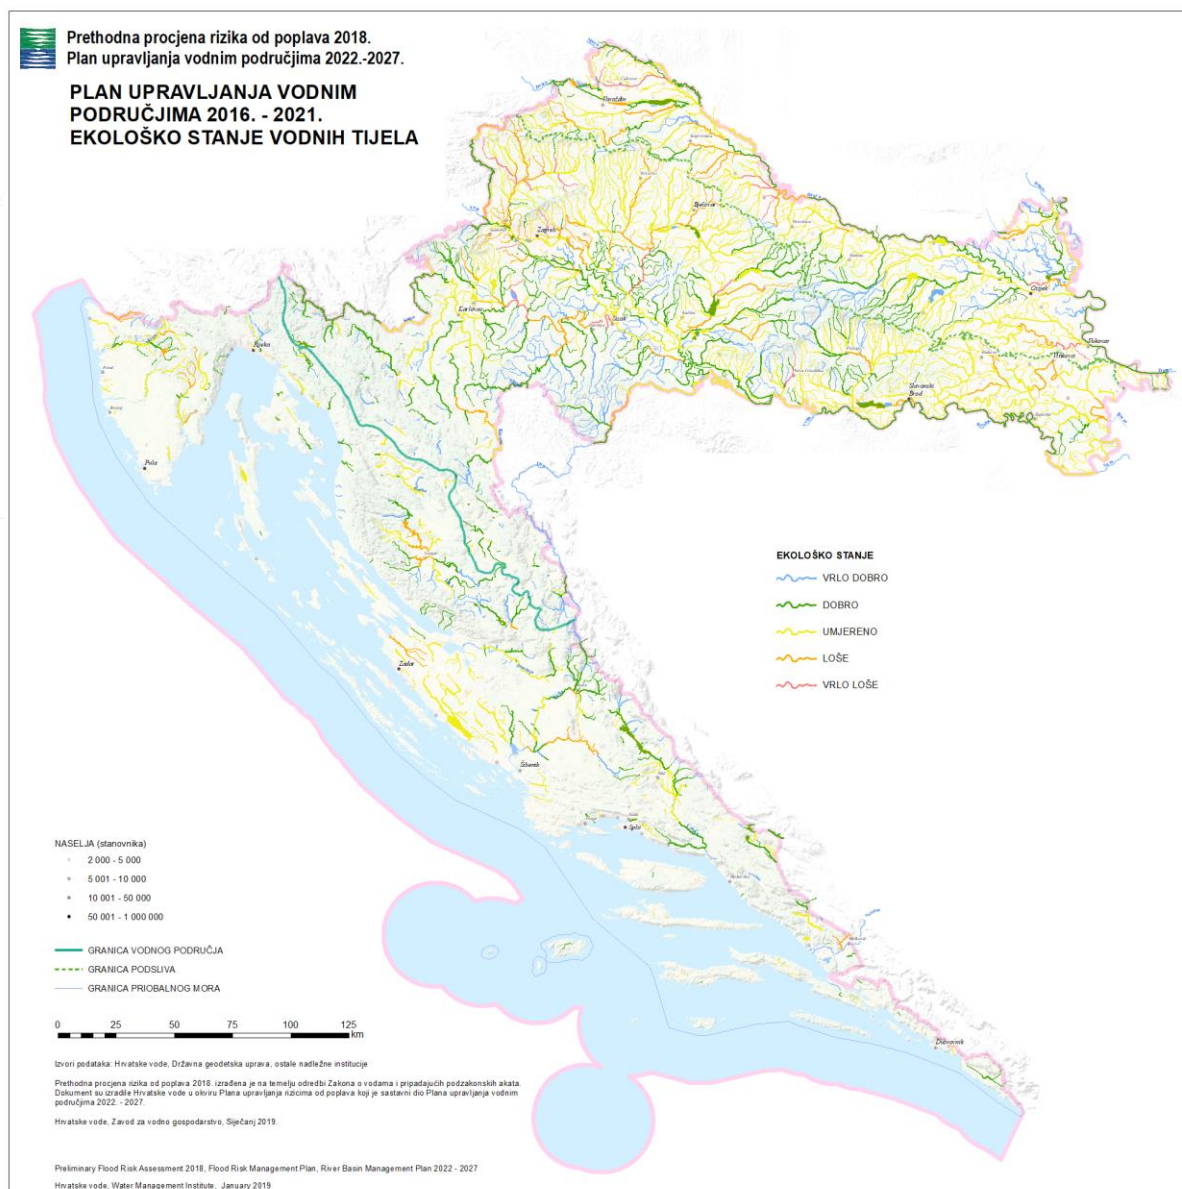 Prethodna procjena rizika od poplava 2018.
Plan upravljanja vodnim područjima 2022.-2027.
PLAN UPRAVLJANJA VODNIM
PODRUČJIMA 2016. - 2021.
EKOLOŠKO STANJE VODNIH TIJELA
Varaždin
Bjelovar
Zagreb
Osijek
Karlovac
Sisak
Vukovar
Rijeka
Slavonski
Brod
Pula
EKOLOŠKO STANJE
VRLO DOBRO
DOBRO
UMJERENO
LOŠE
VRLO LOŠE
Zadar
Šibenik
Split
Dubrovnik
NASELJA (stanovnika)
2 000 - 5 000
5 001 - 10 000
10 001 - 50 000
50 001 - 1 000 000
GRANICA VODNOG PODRUČJA
GRANICA PODSLIVA
GRANICA PRIOBALNOG MORA
0 25 50 75 100 125
km
Izvori podataka: Hrvatske vode, Državna geodetska uprava, ostale nadležne institucije
Prethodna procjena rizika od poplava 2018. izrađena je na temelju odredbi Zakona o vodama i pripadajućih podzakonskih akata.
Dokument su izradile Hrvatske vode u okviru Plana upravljanja rizicima od poplava koji je sastavni dio Plana upravljanja vodnim
područjima 2022. - 2027.
Hrvatske vode, Zavod za vodno gospodarstvo, Siječanj 2019.
Preliminary Flood Risk Assessment 2018, Flood Risk Management Plan, River Basin Management Plan 2022 - 2027
Hrvatske vode, Water Management Institute, January 2019